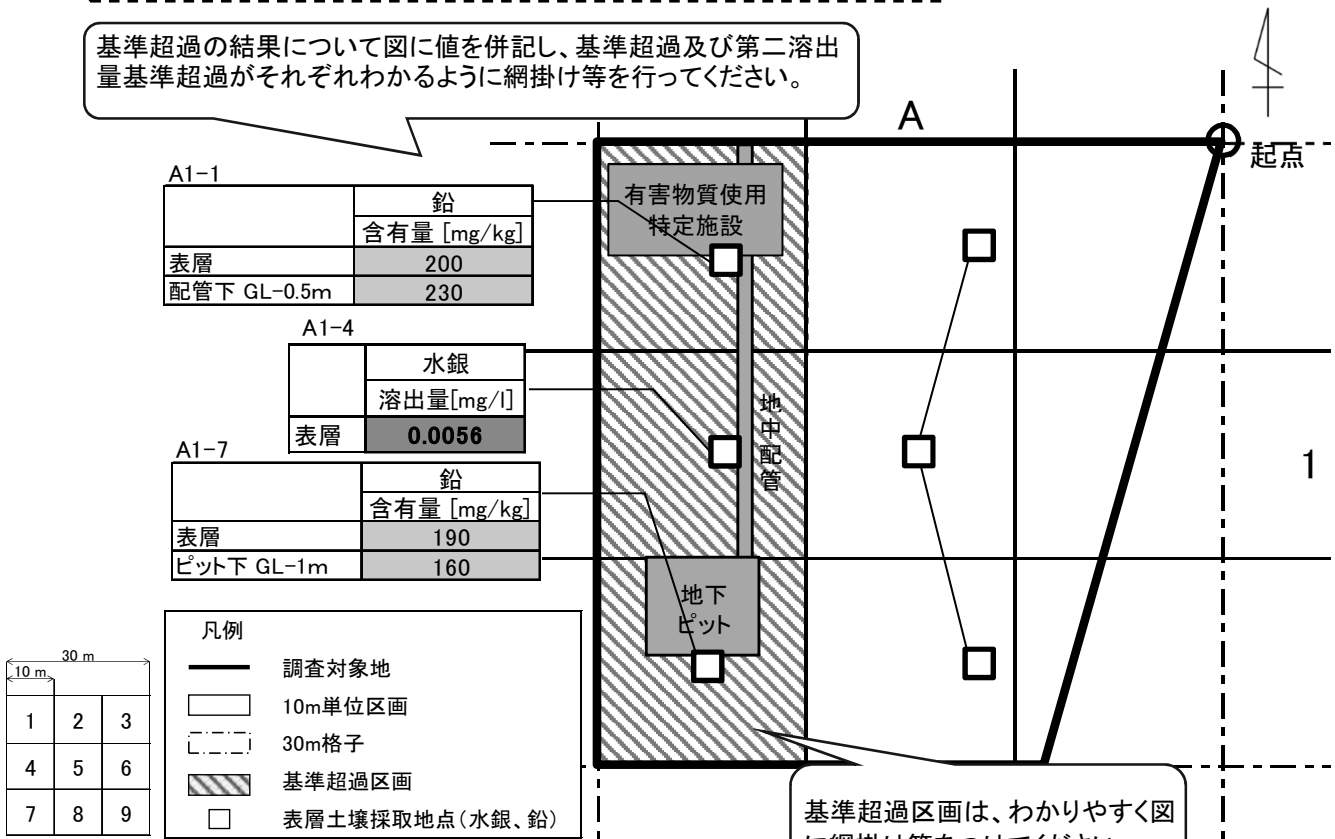 基準超過の結果について図に値を併記し、基準超過及び第二溶出
量基準超過がそれぞれわかるように網掛け等を行ってください。
A
起点
A1-1
鉛
含有量 [mg/kg]
表層 200
配管下 GL-0.5m 230
有害物質使用
特定施設
A1-4
水銀
溶出量[mg/l]
表層 0.0056
地中配管
1
A1-7
鉛
含有量 [mg/kg]
表層 190
ピット下 GL-1m 160
地下
ピット
凡例
調査対象地
10m単位区画
30m格子
基準超過区画
表層土壌採取地点(水銀、鉛)
30 m
10 m
1 2 3
4 5 6
7 8 9
基準超過区画は、わかりやすく図
に網掛け等をつけてください。